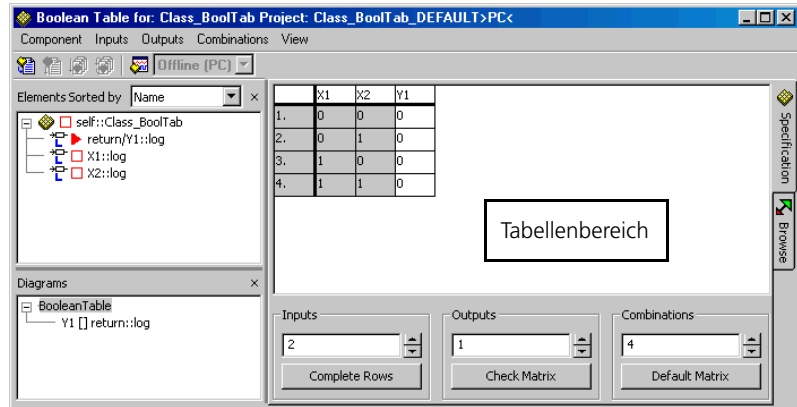 Boolean Table for: Class_BoolTab Project: Class_BoolTab_DEFAULT>PC<
Component Inputs Outputs Combinations View
Offline (PC)
Elements Sorted by Name
self::Class_BoolTab
return/Y1::log
X1::log
X2::log
Diagrams
BooleanTable
Y1 [] return::log
X1 X2 Y1
1. 0 0 0
2. 0 1 0
3. 1 0 0
4. 1 1 0
Tabellenbereich
Inputs
2
Complete Rows
Outputs
1
Check Matrix
Combinations
4
Default Matrix
Specification
Browse